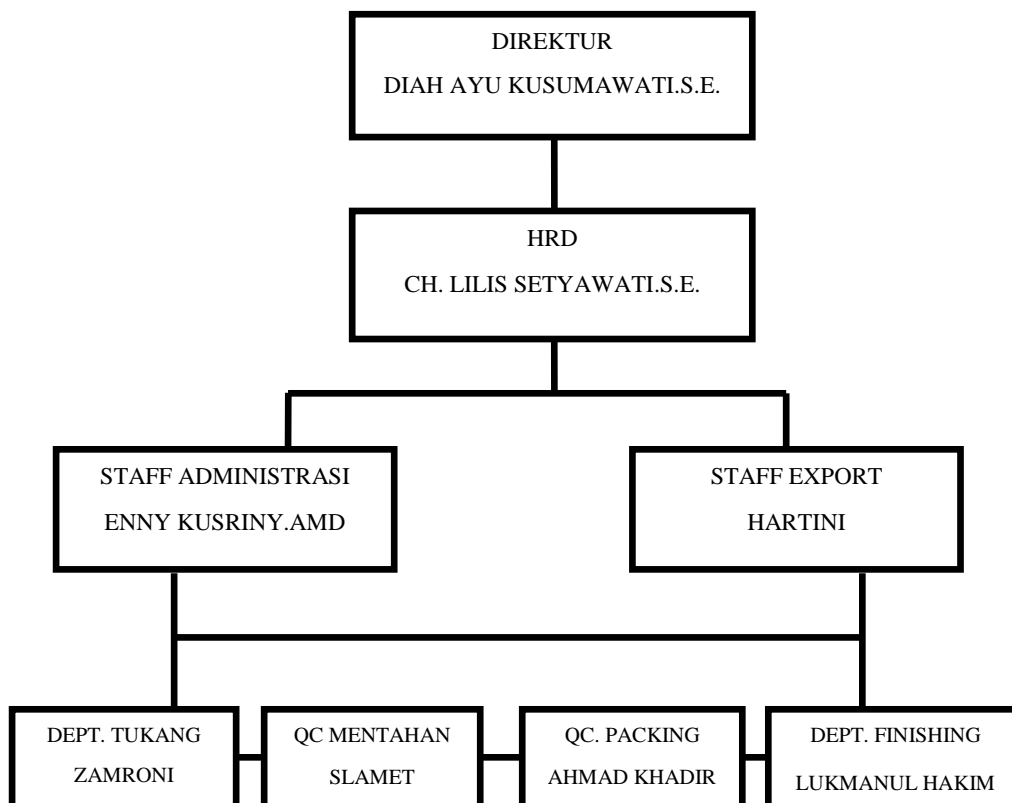 DIREKTUR
DIAH AYU KUSUMAWATI.S.E.
HRD
CH. LILIS SETYAWATI.S.E.
STAFF ADMINISTRASI
ENNY KUSRINY.AMD
STAFF EXPORT
HARTINI
DEPT. TUKANG
ZAMRONI
QC MENTAHAN
SLAMET
QC. PACKING
AHMAD KHADIR
DEPT. FINISHING
LUKMANUL HAKIM